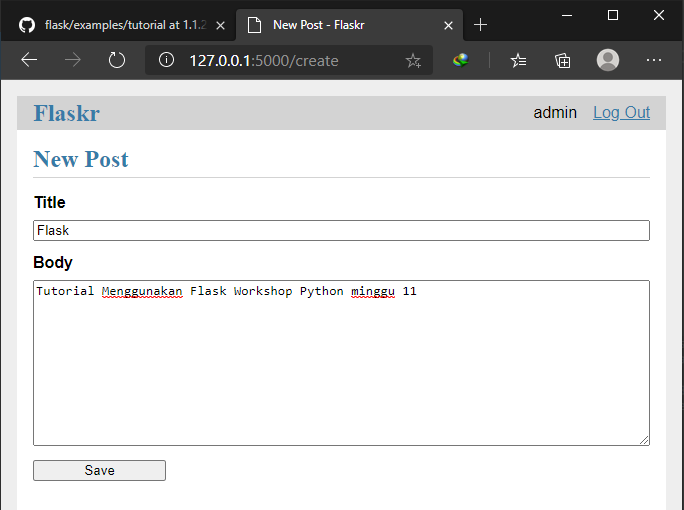 flask/examples/tutorial at 1.1.2
New Post - Flaskr
127.0.0.1:5000/create
Flaskr
admin
Log Out
New Post
Title
Flask
Body
Tutorial Menggunakan Flask Workshop Python minggu 11
Save